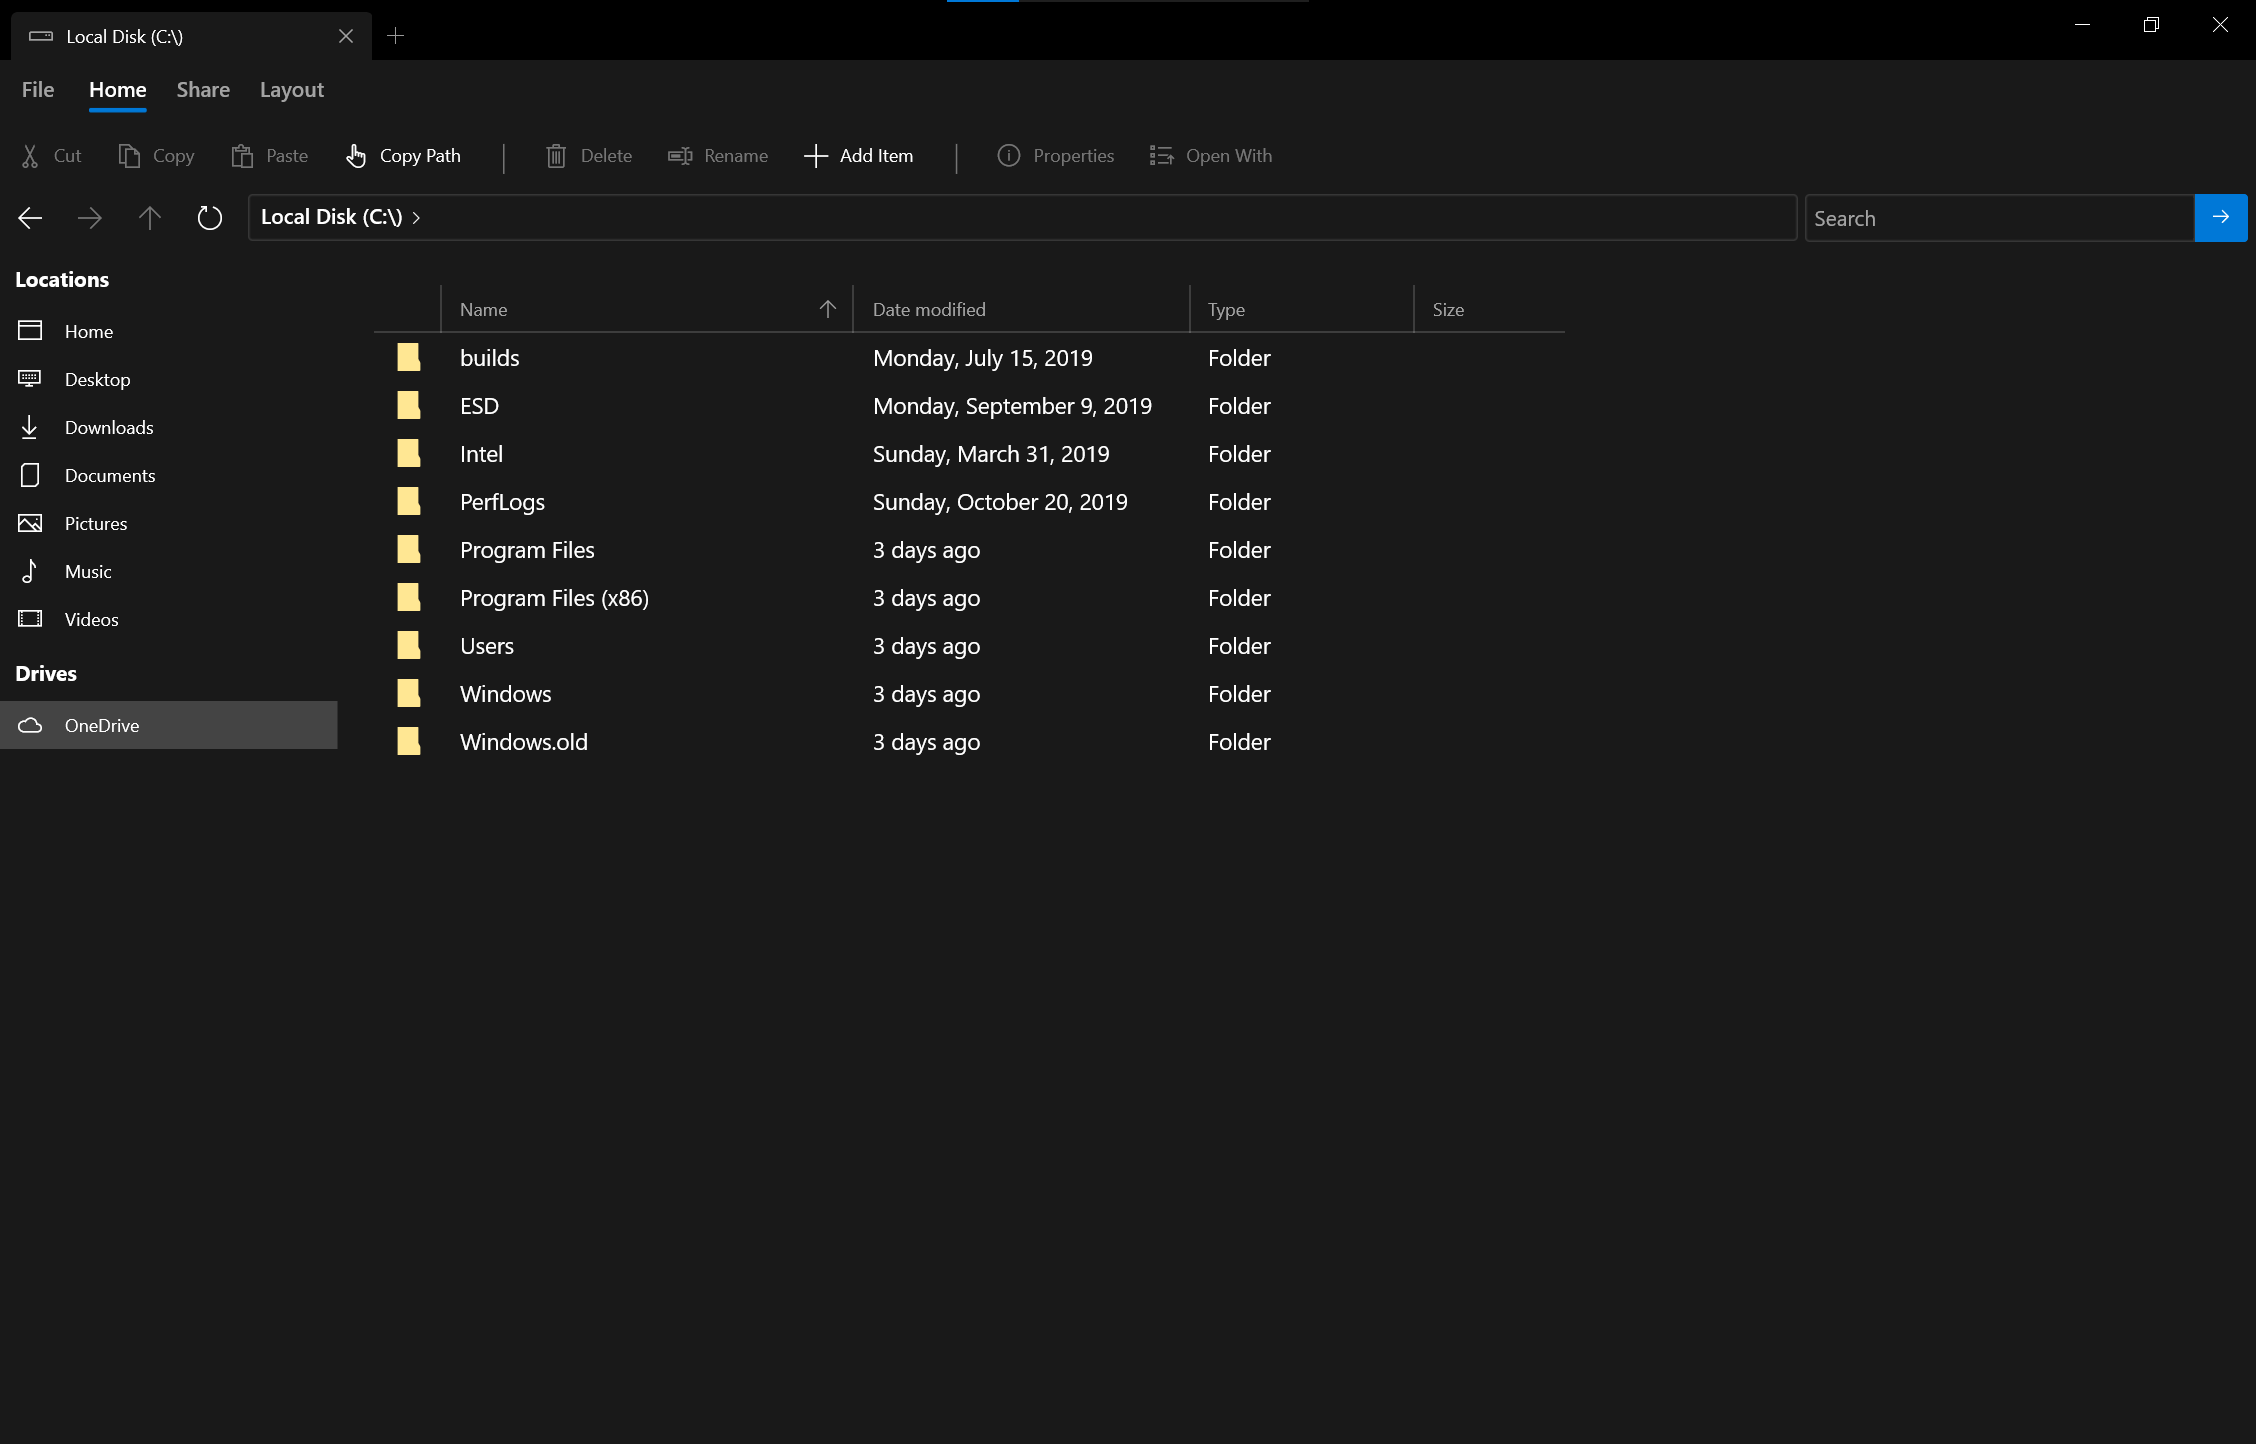 Local Disk (C:\)
File Home Share Layout
Cut Copy Paste Copy Path Delete Rename Add Item Properties Open With
Local Disk (C:\) Search
Locations
Home
Desktop
Downloads
Documents
Pictures
Music
Videos
Drives
OneDrive
Name Date modified Type Size
builds Monday, July 15, 2019 Folder
ESD Monday, September 9, 2019 Folder
Intel Sunday, March 31, 2019 Folder
PerfLogs Sunday, October 20, 2019 Folder
Program Files 3 days ago Folder
Program Files (x86) 3 days ago Folder
Users 3 days ago Folder
Windows 3 days ago Folder
Windows.old 3 days ago Folder